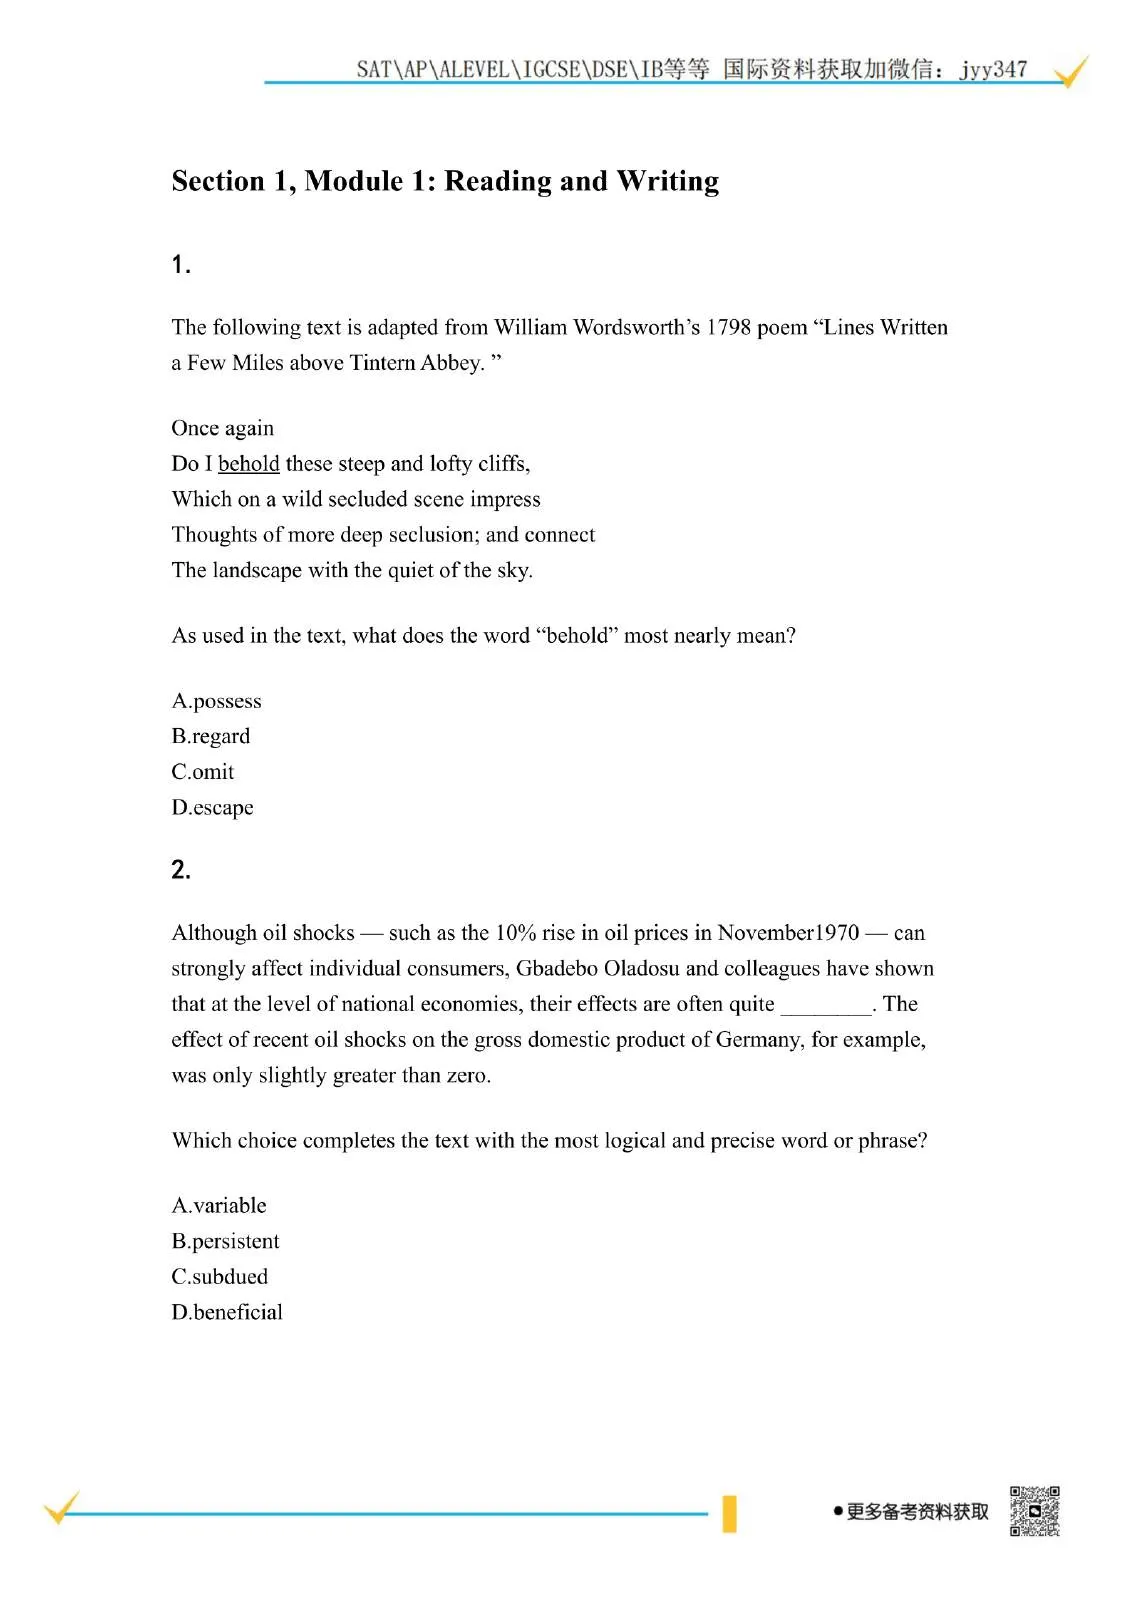 SAT\AP\ALEVEL\IGCSE\DSE\IB等等 国际资料获取加微信：jyy347
Section 1, Module 1: Reading and Writing
1.
The following text is adapted from William Wordsworth’s 1798 poem “Lines Written
a Few Miles above Tintern Abbey. ”
Once again
Do I behold these steep and lofty cliffs,
Which on a wild secluded scene impress
Thoughts of more deep seclusion; and connect
The landscape with the quiet of the sky.
As used in the text, what does the word “behold” most nearly mean?
A.possess
B.regard
C.omit
D.escape
2.
Although oil shocks — such as the 10% rise in oil prices in November1970 — can
strongly affect individual consumers, Gbadebo Oladosu and colleagues have shown
that at the level of national economies, their effects are often quite ________. The
effect of recent oil shocks on the gross domestic product of Germany, for example,
was only slightly greater than zero.
Which choice completes the text with the most logical and precise word or phrase?
A.variable
B.persistent
C.subdued
D.beneficial
●更多备考资料获取